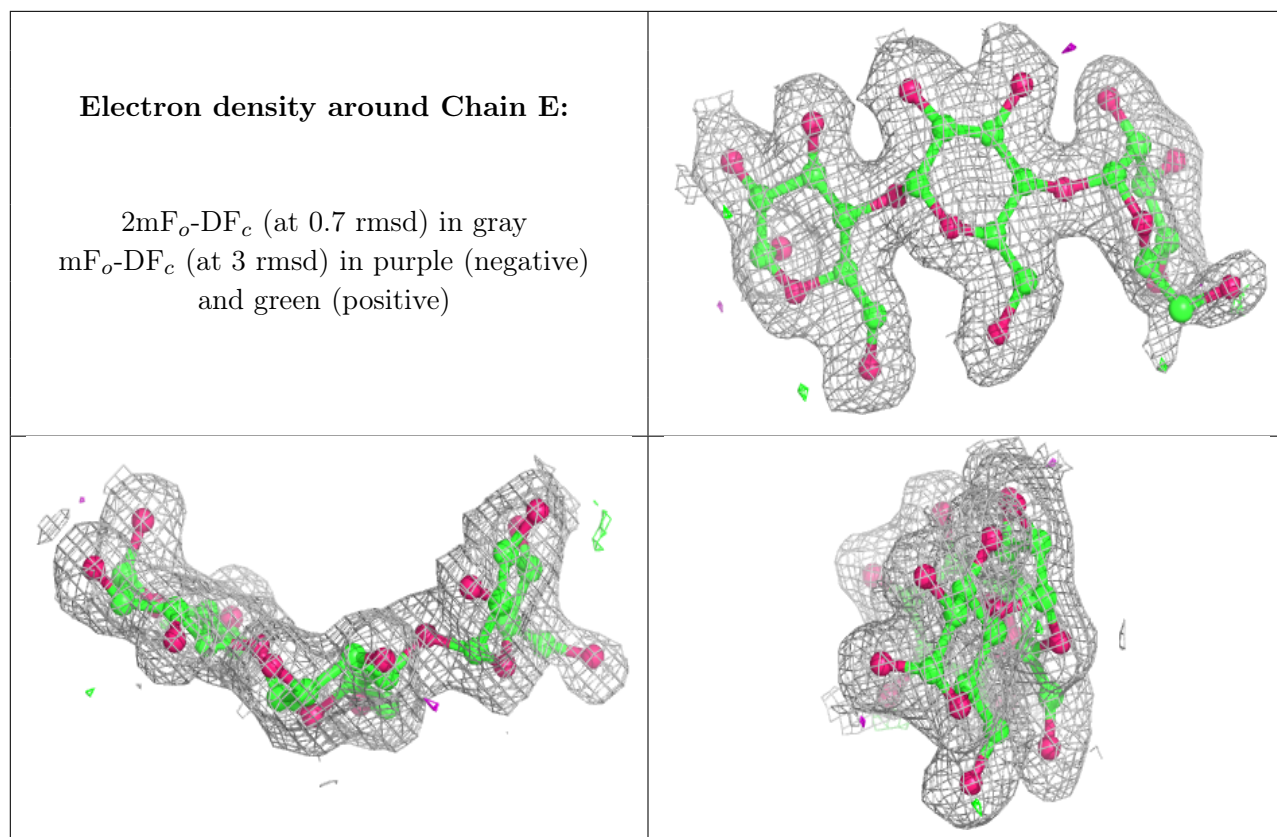 Electron density around Chain E:
2mFo-DFc (at 0.7 rmsd) in gray
mFo-DFc (at 3 rmsd) in purple (negative)
and green (positive)